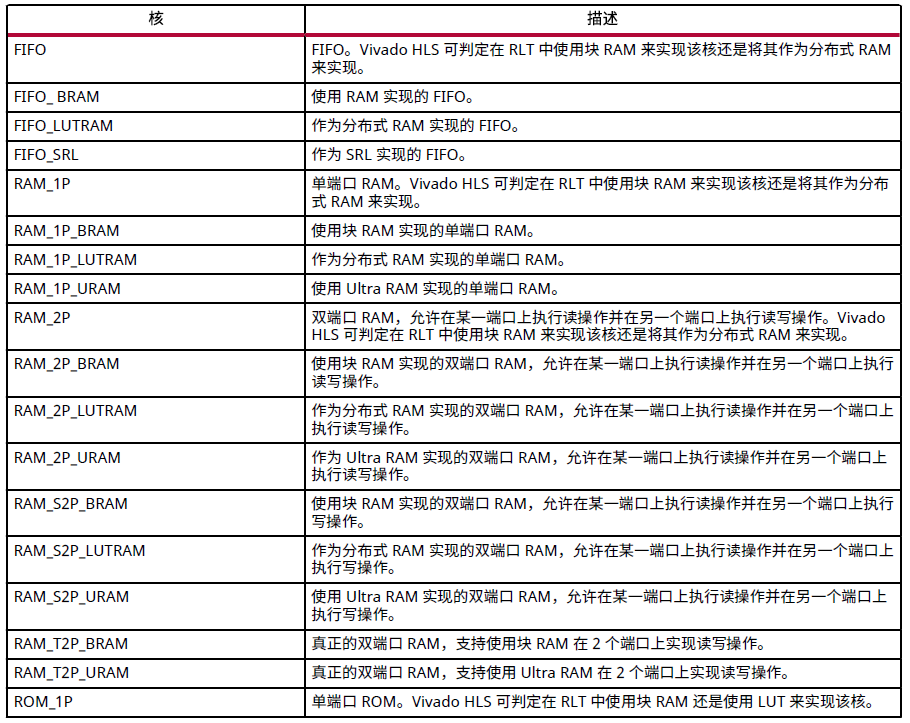 核 描述
FIFO FIFO。Vivado HLS 可判定在 RLT 中使用块 RAM 来实现该核还是将其作为分布式 RAM
来实现。
FIFO_ BRAM 使用 RAM 实现的 FIFO。
FIFO_LUTRAM 作为分布式 RAM 实现的 FIFO。
FIFO_SRL 作为 SRL 实现的 FIFO。
RAM_1P 单端口 RAM。Vivado HLS 可判定在 RLT 中使用块 RAM 来实现该核还是将其作为分布
式 RAM 来实现。
RAM_1P_BRAM 使用块 RAM 实现的单端口 RAM。
RAM_1P_LUTRAM 作为分布式 RAM 实现的单端口 RAM。
RAM_1P_URAM 使用 Ultra RAM 实现的单端口 RAM。
RAM_2P 双端口 RAM，允许在某一端口上执行读操作并在另一个端口上执行读写操作。Vivado
HLS 可判定在 RLT 中使用块 RAM 来实现该核还是将其作为分布式 RAM 来实现。
RAM_2P_BRAM 使用块 RAM 实现的双端口 RAM，允许在某一端口上执行读操作并在另一个端口上执行
读写操作。
RAM_2P_LUTRAM 作为分布式 RAM 实现的双端口 RAM，允许在某一端口上执行读操作并在另一个端口上
执行读写操作。
RAM_2P_URAM 作为 Ultra RAM 实现的双端口 RAM，允许在某一端口上执行读操作并在另一个端口上
执行读写操作。
RAM_S2P_BRAM 使用块 RAM 实现的双端口 RAM，允许在某一端口上执行读操作并在另一个端口上执行
写操作。
RAM_S2P_LUTRAM 作为分布式 RAM 实现的双端口 RAM，允许在某一端口上执行读操作并在另一个端口上
执行写操作。
RAM_S2P_URAM 使用 Ultra RAM 实现的双端口 RAM，允许在某一端口上执行读操作并在另一个端口上
执行写操作。
RAM_T2P_BRAM 真正的双端口 RAM，支持使用块 RAM 在 2 个端口上实现读写操作。
RAM_T2P_URAM 真正的双端口 RAM，支持使用 Ultra RAM 在 2 个端口上实现读写操作。
ROM_1P 单端口 ROM。Vivado HLS 可判定在 RLT 中使用块 RAM 还是使用 LUT 来实现该核。